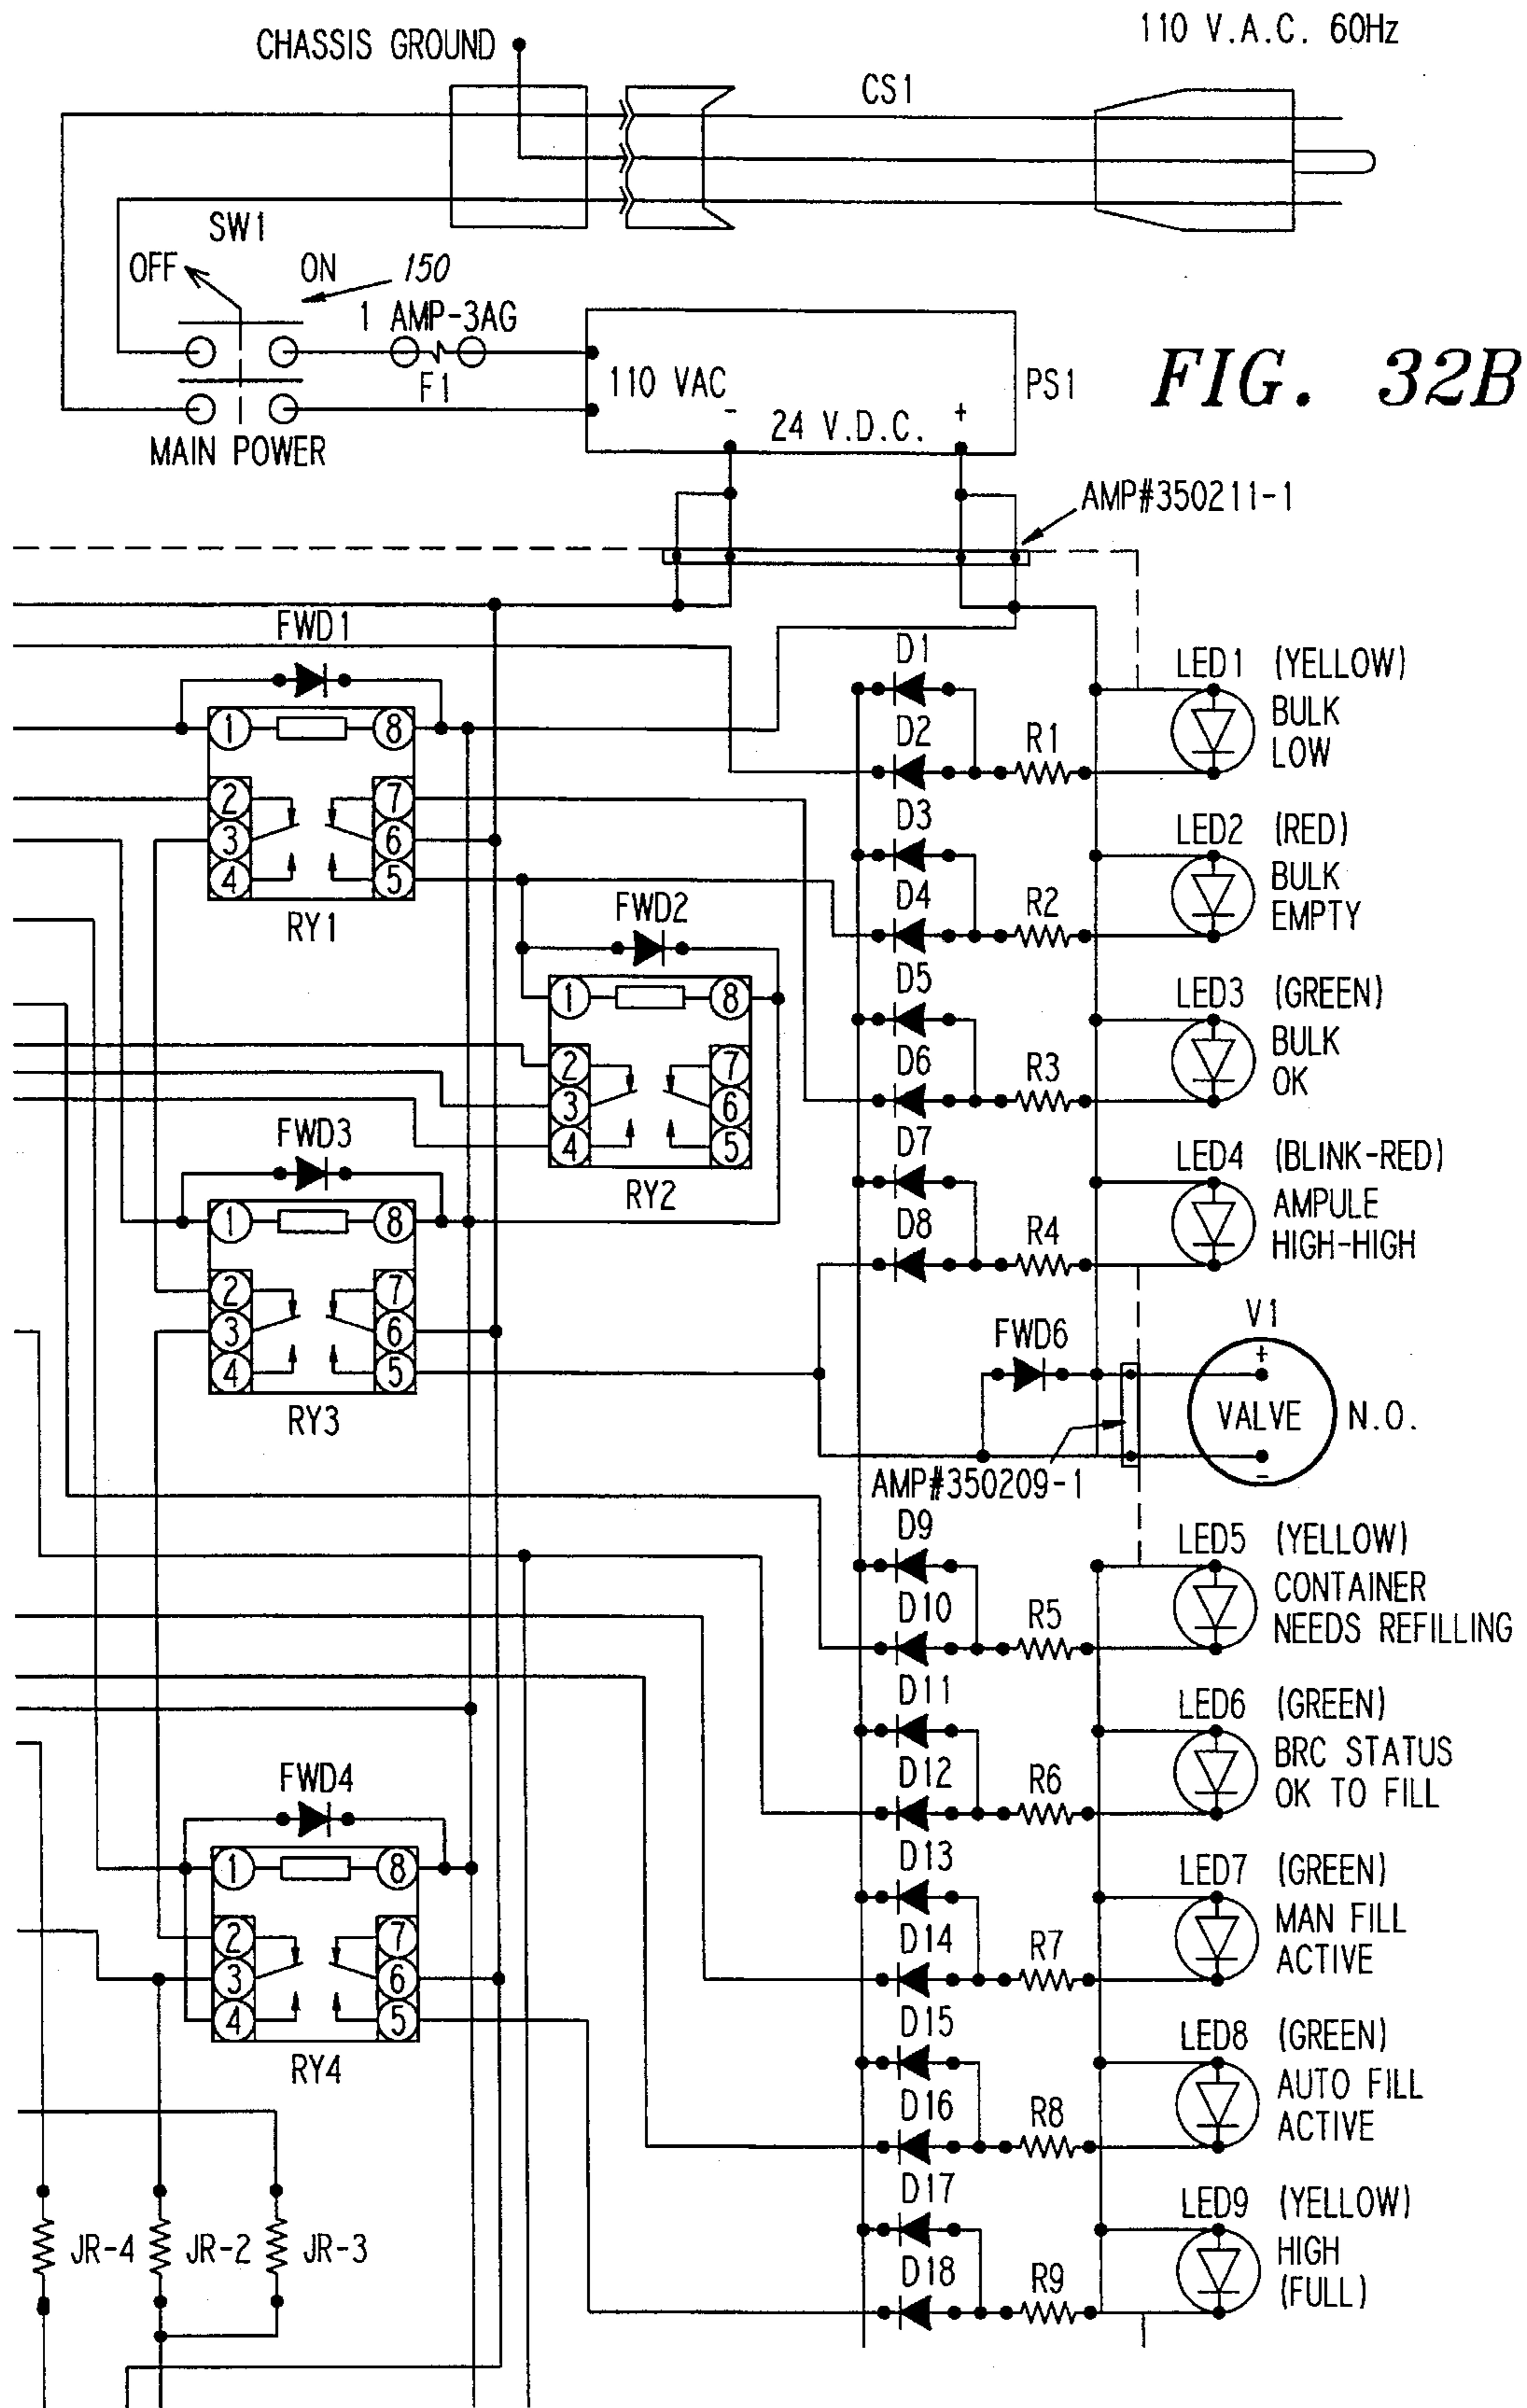 110 V.A.C. 60Hz
CHASSIS GROUND
CS1
SW1
OFF
ON
150
1 AMP-3AG
F1
MAIN POWER
110 VAC
-
24 V.D.C.
+
PS1
FIG. 32B
AMP#350211-1
FWD1
1
8
2
7
3
6
4
5
RY1
FWD2
1
8
2
7
3
6
4
5
RY2
FWD3
1
8
2
7
3
6
4
5
RY3
D1
D2
R1
LED1 (YELLOW)
BULK
LOW
D3
D4
R2
LED2 (RED)
BULK
EMPTY
D5
D6
R3
LED3 (GREEN)
BULK
OK
D7
D8
R4
LED4 (BLINK-RED)
AMPULE
HIGH-HIGH
FWD6
V1
+
VALVE
-
N.O.
AMP#350209-1
D9
D10
R5
LED5 (YELLOW)
CONTAINER
NEEDS REFILLING
D11
D12
R6
LED6 (GREEN)
BRC STATUS
OK TO FILL
FWD4
1
8
2
7
3
6
4
5
RY4
D13
D14
R7
LED7 (GREEN)
MAN FILL
ACTIVE
D15
D16
R8
LED8 (GREEN)
AUTO FILL
ACTIVE
D17
D18
R9
LED9 (YELLOW)
HIGH
(FULL)
JR-4
JR-2
JR-3